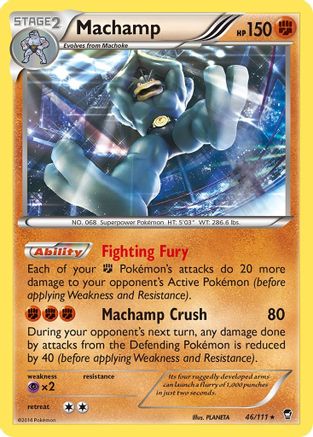 STAGE2 Machamp HP150
Evolves from Machoke
NO. 068 Superpower Pokémon HT: 5'03" WT: 286.6 lbs.
Ability Fighting Fury
Each of your Pokémon's attacks do 20 more
damage to your opponent's Active Pokémon (before
applying Weakness and Resistance).
Machamp Crush 80
During your opponent's next turn, any damage done
by attacks from the Defending Pokémon is reduced
by 40 (before applying Weakness and Resistance).
weakness resistance
×2
Its four ruggedly developed arms
can launch a flurry of 1,000 punches
in just two seconds' time.
retreat
©2014 Pokémon Illus. PLANETA 46/111 ★